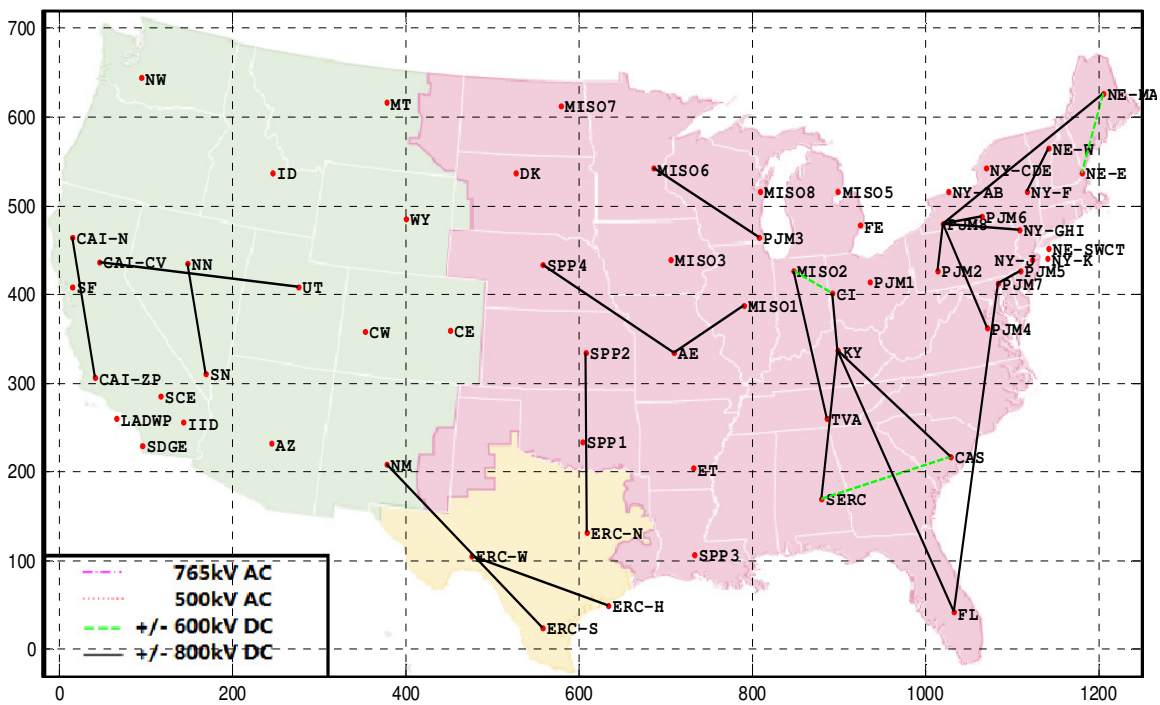 700
NW
MT
MISO7
NE-MA
600
NE-W
MISO6
NY-CDE
ID
DK
NE-E
MISO8
MISO5
NY-AB
NY-F
500
WY
FE
PJM6
PJM8
NY-GHI
CAI-N
PJM3
NE-SWCT
CAI-CV
NN
SPP4
MISO3
NY-J
NY-K
MISO2
PJM2
PJM5
400
SF
UT
PJM1
PJM7
CI
MISO1
CW
CE
PJM4
SPP2
AE
KY
300
CAI-ZP
SN
SCE
LADWP
IID
TVA
SDGE
AZ
SPP1
200
NM
ET
CAS
SERC
ERC-N
100
ERC-W
SPP3
765kV AC
500kV AC
ERC-H
FL
+/- 600kV DC
ERC-S
0
+/- 800kV DC
0 200 400 600 800 1000 1200